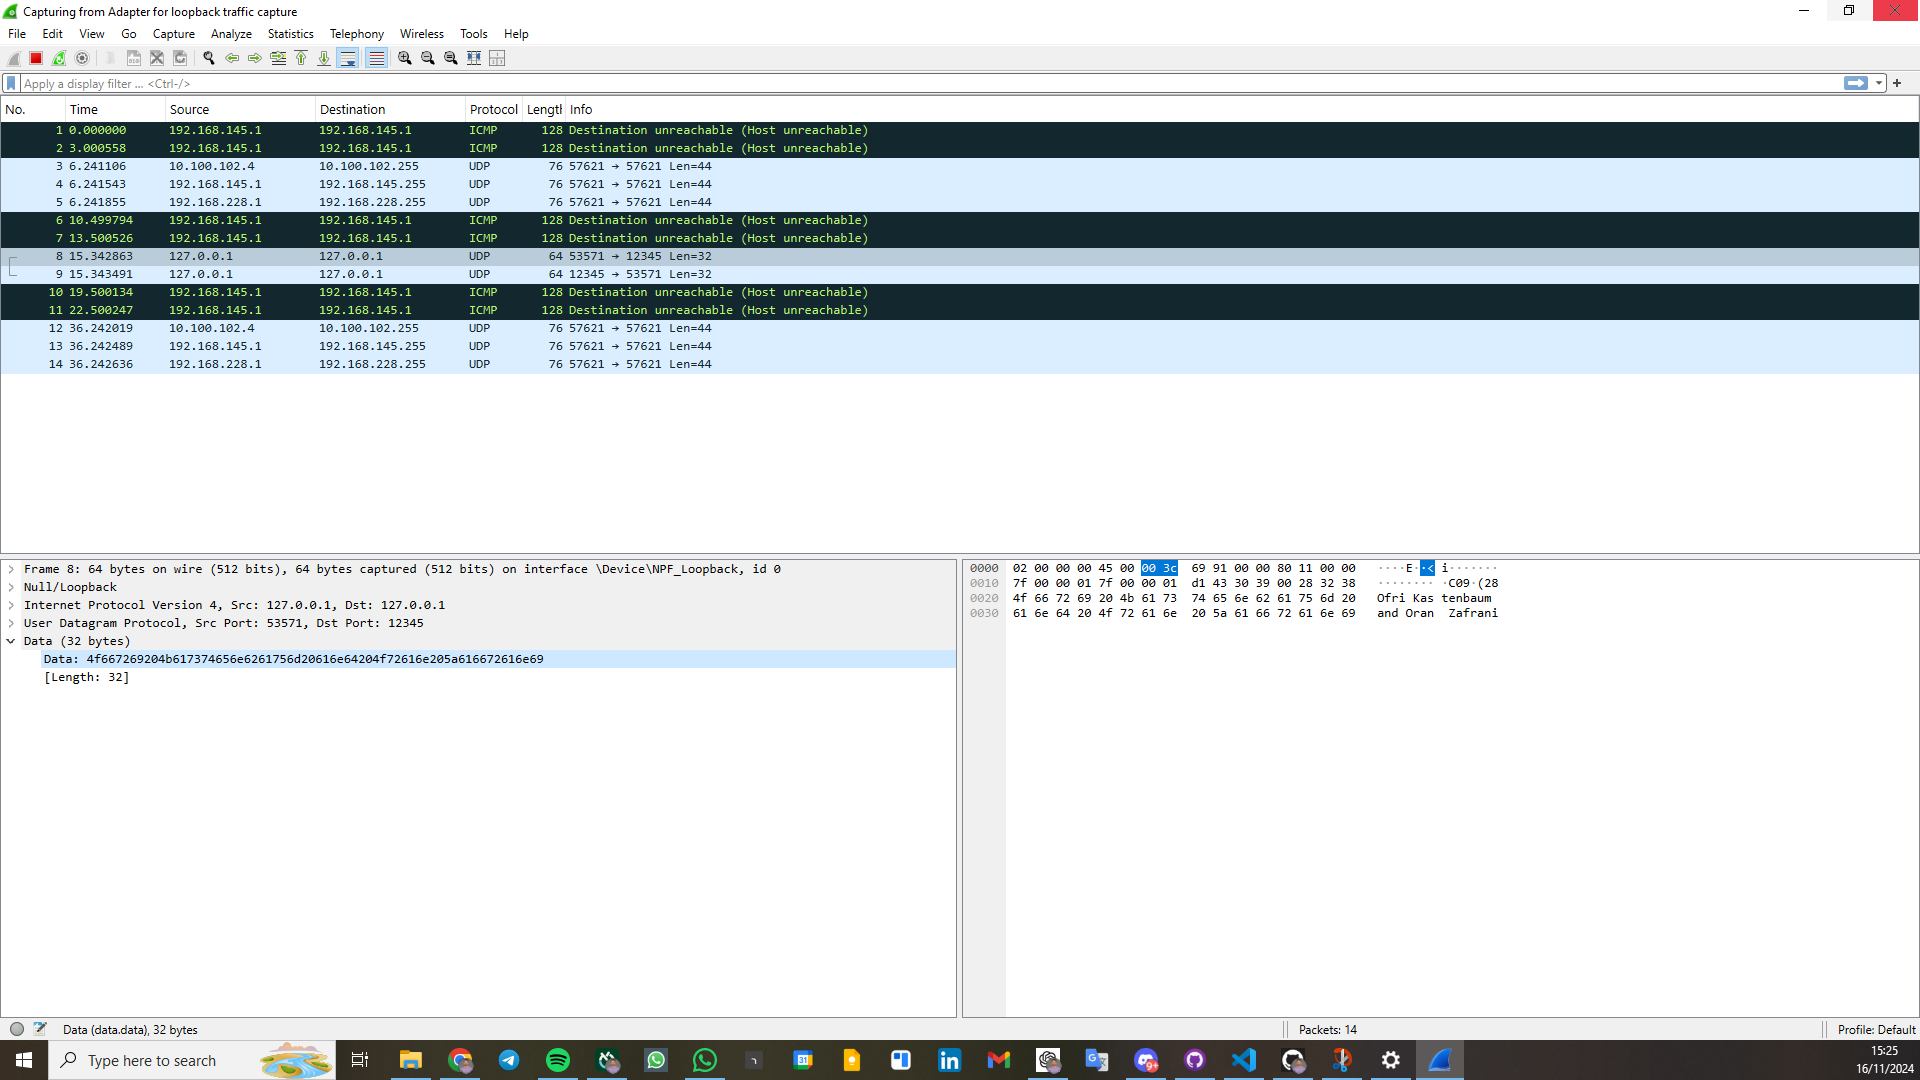 Capturing from Adapter for loopback traffic capture
File Edit View Go Capture Analyze Statistics Telephony Wireless Tools Help
Apply a display filter ... <Ctrl-/>
No. Time Source Destination Protocol Length Info
1 0.000000 192.168.145.1 192.168.145.1 ICMP 128 Destination unreachable (Host unreachable)
2 3.000558 192.168.145.1 192.168.145.1 ICMP 128 Destination unreachable (Host unreachable)
3 6.241106 10.100.102.4 10.100.102.255 UDP 76 57621 → 57621 Len=44
4 6.241543 192.168.145.1 192.168.145.255 UDP 76 57621 → 57621 Len=44
5 6.241855 192.168.228.1 192.168.228.255 UDP 76 57621 → 57621 Len=44
6 10.499794 192.168.145.1 192.168.145.1 ICMP 128 Destination unreachable (Host unreachable)
7 13.500526 192.168.145.1 192.168.145.1 ICMP 128 Destination unreachable (Host unreachable)
8 15.342863 127.0.0.1 127.0.0.1 UDP 64 53571 → 12345 Len=32
9 15.343491 127.0.0.1 127.0.0.1 UDP 64 12345 → 53571 Len=32
10 19.500134 192.168.145.1 192.168.145.1 ICMP 128 Destination unreachable (Host unreachable)
11 22.500247 192.168.145.1 192.168.145.1 ICMP 128 Destination unreachable (Host unreachable)
12 36.242019 10.100.102.4 10.100.102.255 UDP 76 57621 → 57621 Len=44
13 36.242489 192.168.145.1 192.168.145.255 UDP 76 57621 → 57621 Len=44
14 36.242636 192.168.228.1 192.168.228.255 UDP 76 57621 → 57621 Len=44
Frame 8: 64 bytes on wire (512 bits), 64 bytes captured (512 bits) on interface \Device\NPF_Loopback, id 0
Null/Loopback
Internet Protocol Version 4, Src: 127.0.0.1, Dst: 127.0.0.1
User Datagram Protocol, Src Port: 53571, Dst Port: 12345
Data (32 bytes)
Data: 4f667269204b617374656e6261756d20616e64204f72616e205a616672616e69
[Length: 32]
0000 02 00 00 00 45 00 00 3c 69 91 00 00 80 11 00 00 ····E··< i·······
0010 7f 00 00 01 7f 00 00 01 d1 43 30 39 00 28 32 38 ········ ·C09·(28
0020 4f 66 72 69 20 4b 61 73 74 65 6e 62 61 75 6d 20 Ofri Kas tenbaum
0030 61 6e 64 20 4f 72 61 6e 20 5a 61 66 72 61 6e 69 and Oran Zafrani
Data (data.data), 32 bytes
Packets: 14
Profile: Default
Type here to search
15:25
16/11/2024